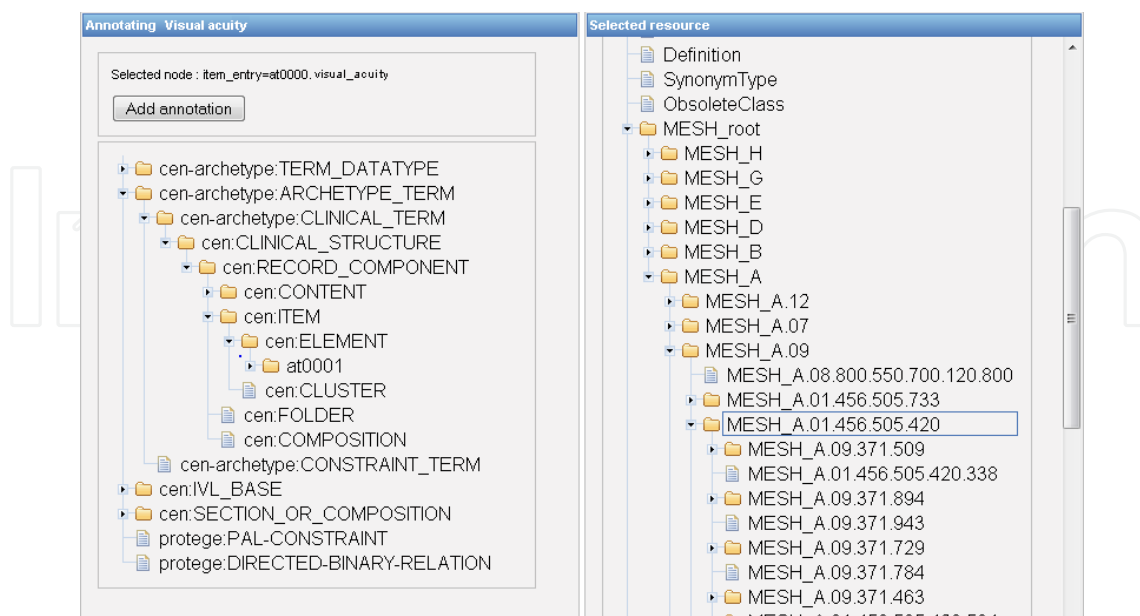 Annotating Visual acuity
Selected node : item_entry=at0000. visual_acuity
Add annotation
cen-archetype:TERM_DATATYPE
cen-archetype:ARCHETYPE_TERM
cen-archetype:CLINICAL_TERM
cen:CLINICAL_STRUCTURE
cen:RECORD_COMPONENT
cen:CONTENT
cen:ITEM
cen:ELEMENT
at0001
cen:CLUSTER
cen:FOLDER
cen:COMPOSITION
cen-archetype:CONSTRAINT_TERM
cen:IVL_BASE
cen:SECTION_OR_COMPOSITION
protege:PAL-CONSTRAINT
protege:DIRECTED-BINARY-RELATION
Selected resource
Definition
SynonymType
ObsoleteClass
MESH_root
MESH_H
MESH_G
MESH_E
MESH_D
MESH_B
MESH_A
MESH_A.12
MESH_A.07
MESH_A.09
MESH_A.08.800.550.700.120.800
MESH_A.01.456.505.733
MESH_A.01.456.505.420
MESH_A.09.371.509
MESH_A.01.456.505.420.338
MESH_A.09.371.894
MESH_A.09.371.943
MESH_A.09.371.729
MESH_A.09.371.784
MESH_A.09.371.463